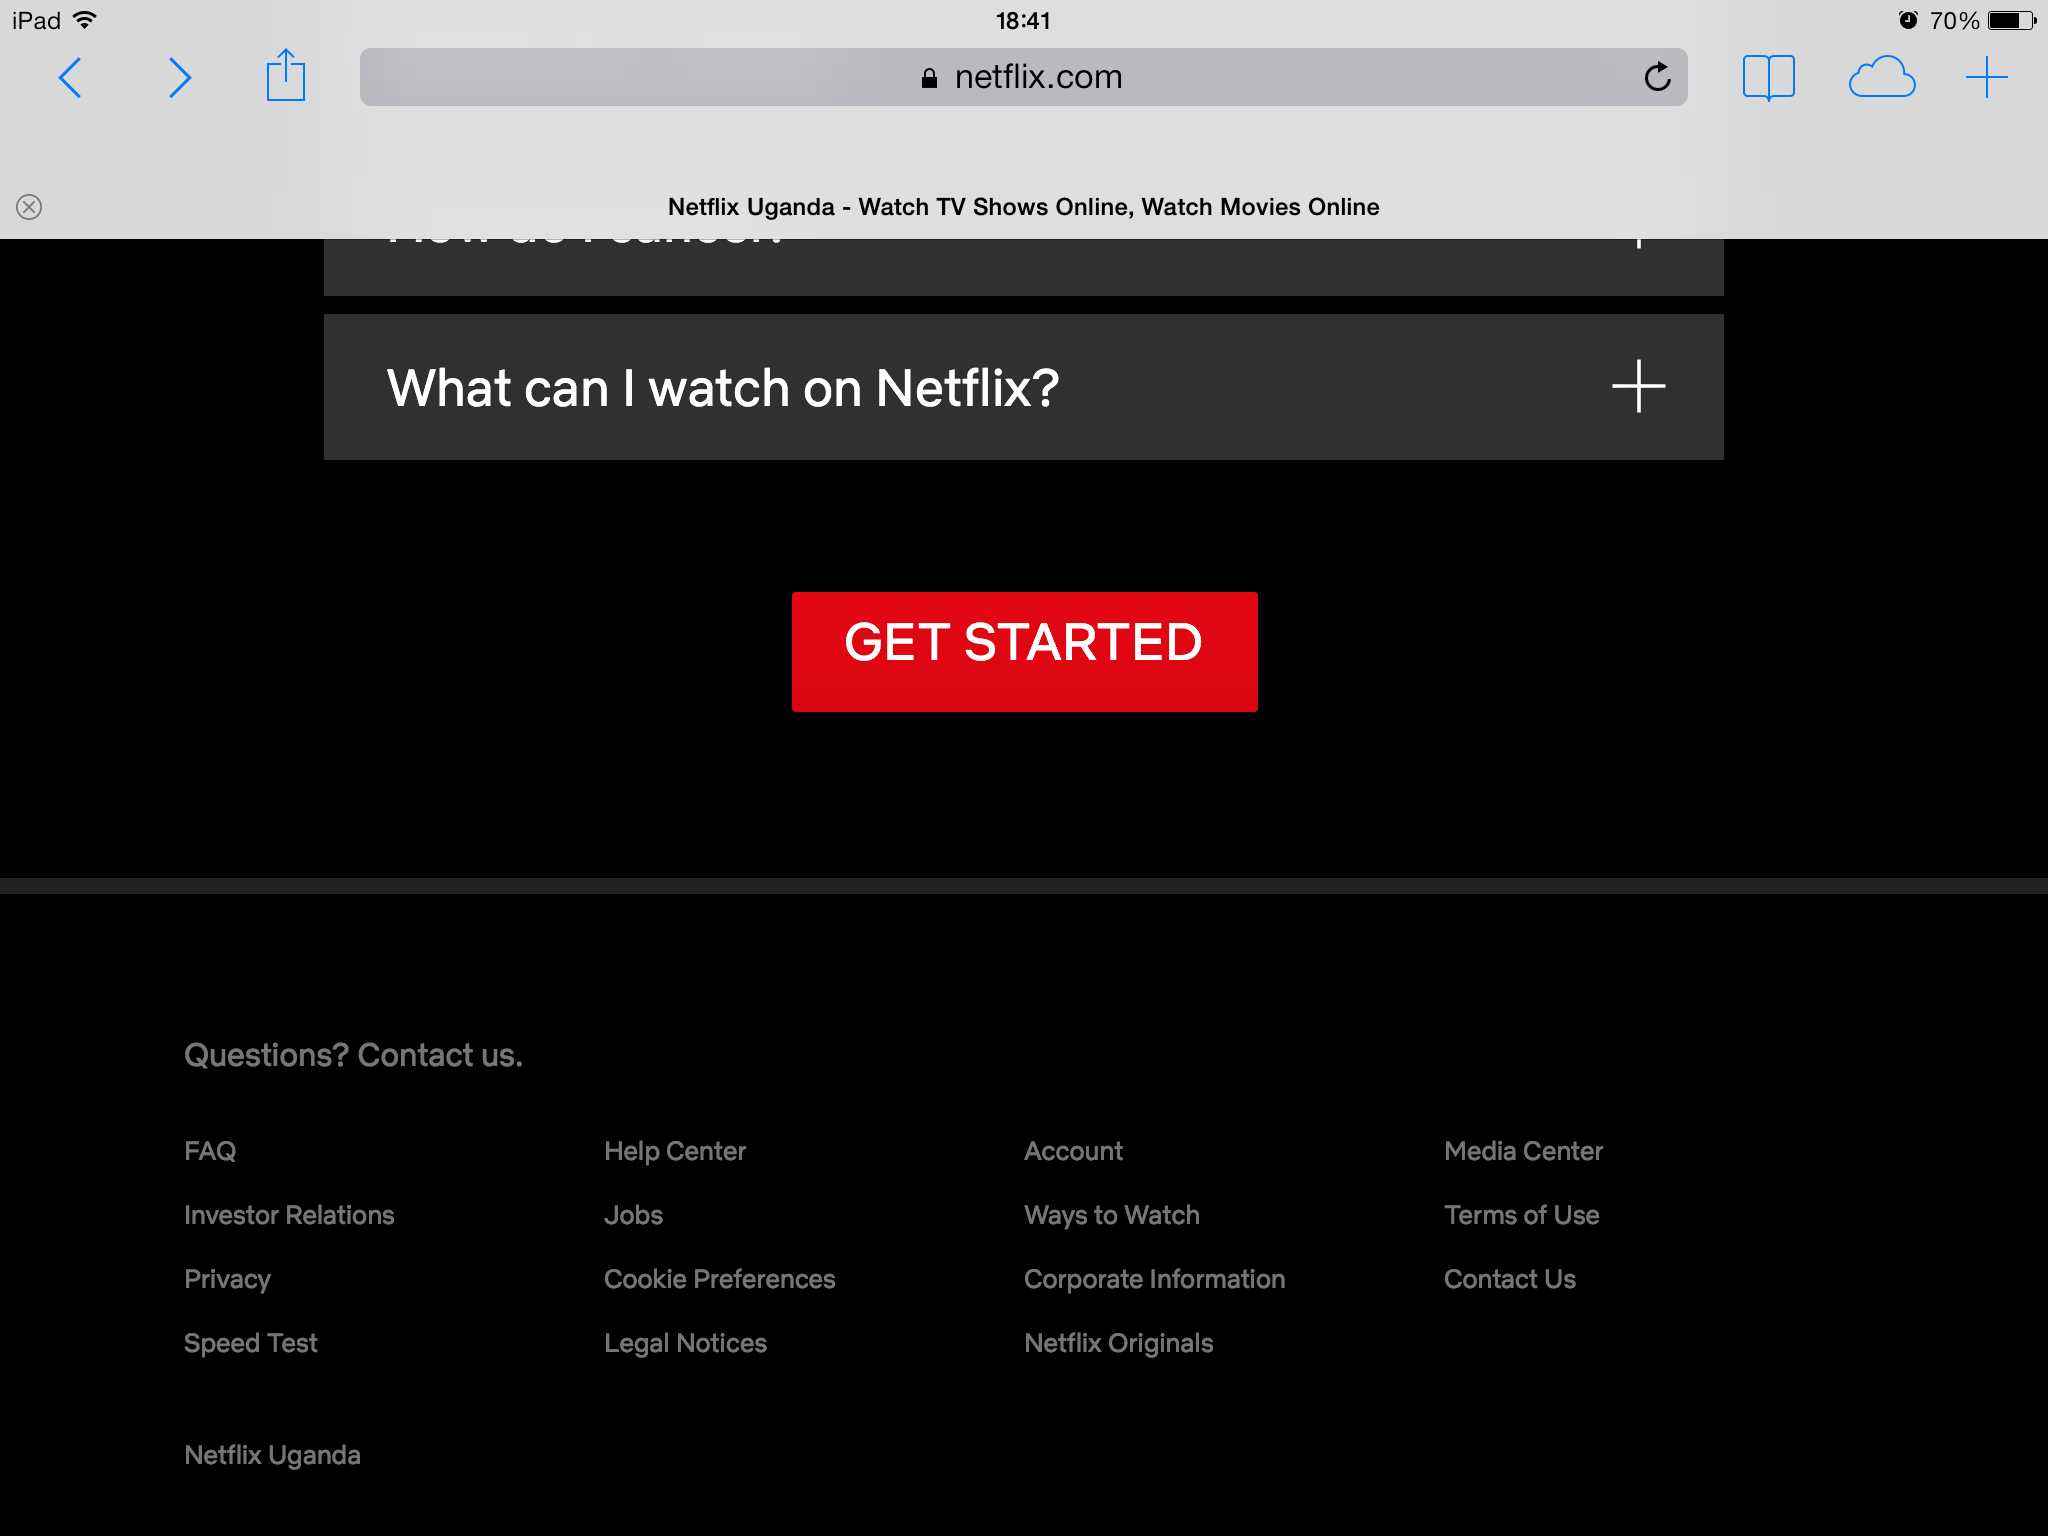 iPad 18:41 70%
netflix.com
Netflix Uganda - Watch TV Shows Online, Watch Movies Online
What can I watch on Netflix?
GET STARTED
Questions? Contact us.
FAQ Help Center Account Media Center
Investor Relations Jobs Ways to Watch Terms of Use
Privacy Cookie Preferences Corporate Information Contact Us
Speed Test Legal Notices Netflix Originals
Netflix Uganda